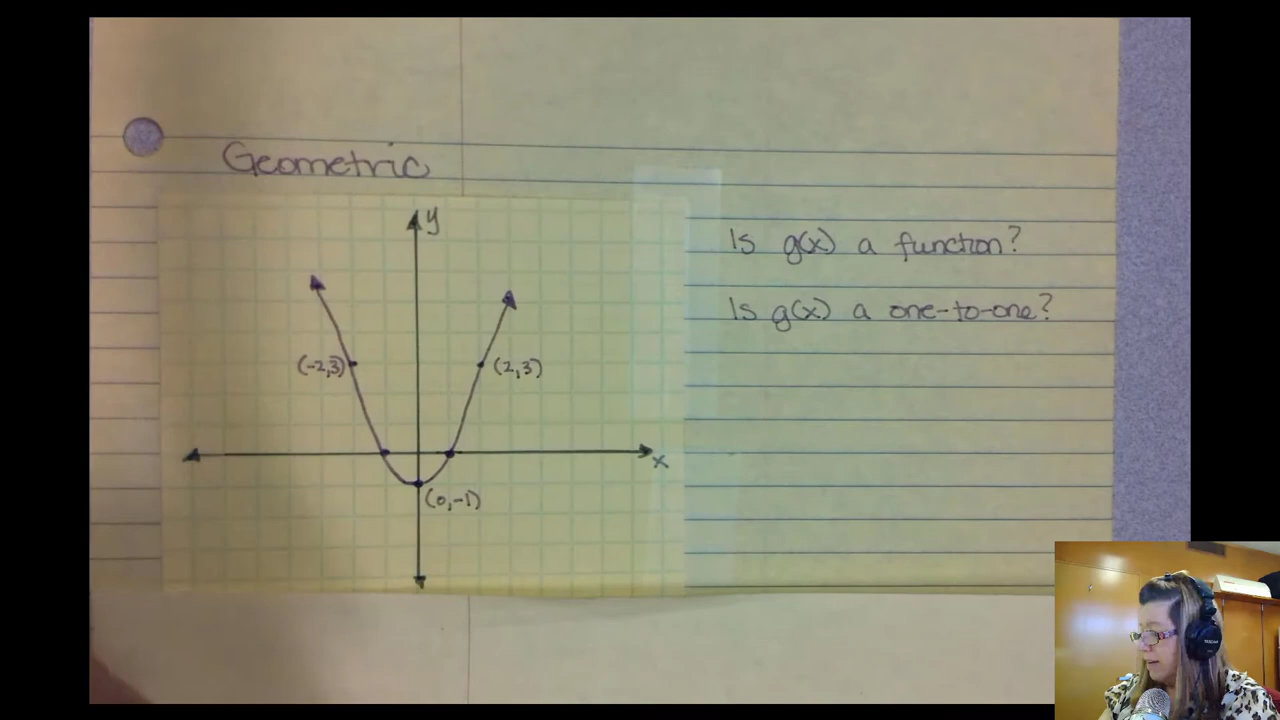 Geometric
y
Is g(x) a function?
Is g(x) a one-to-one?
(-2,3)
(2,3)
x
(0,-1)